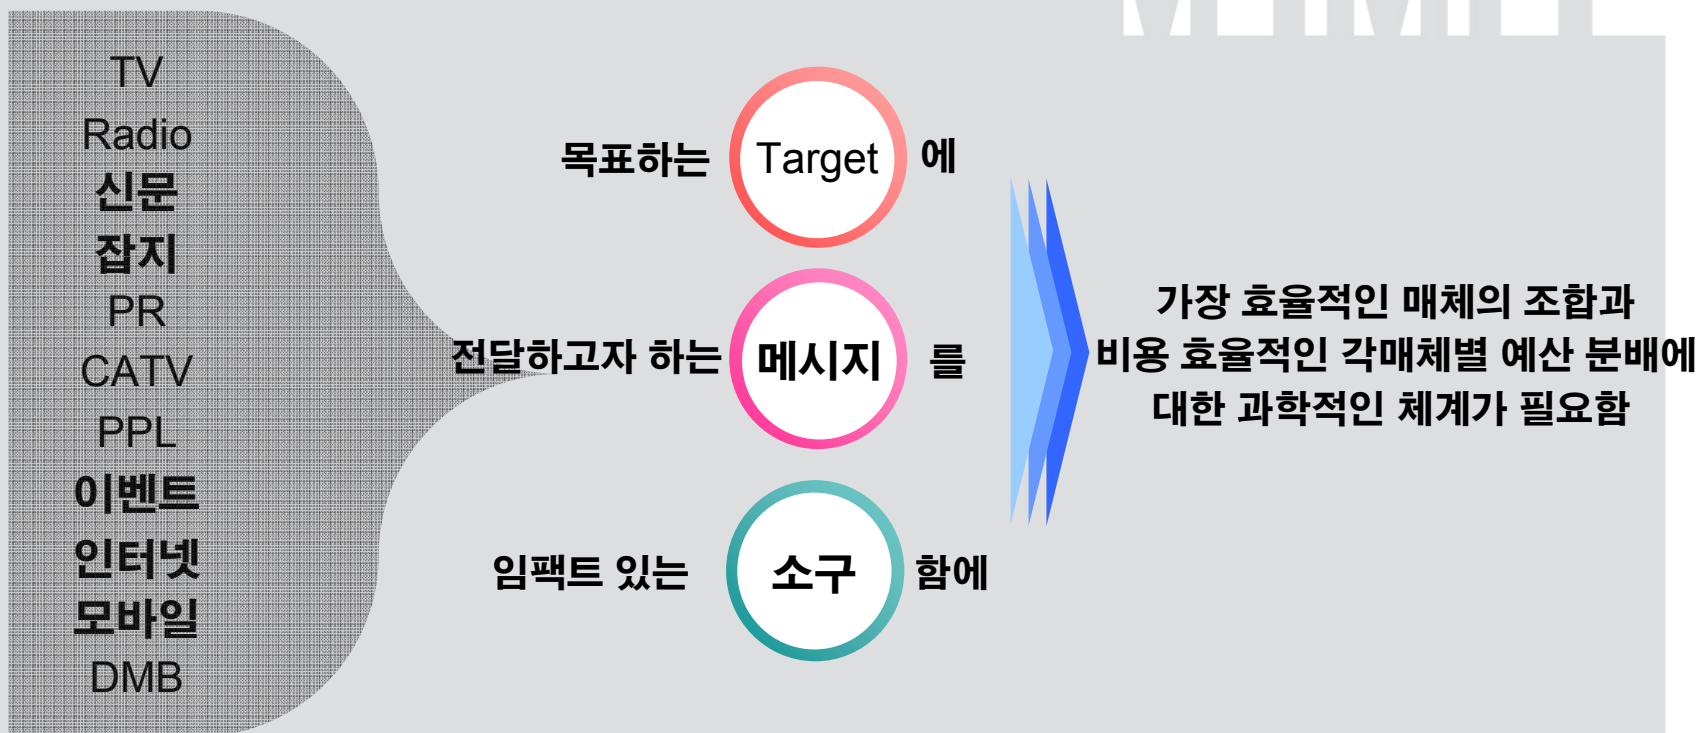 TV
Radio
신문
잡지
PR
CATV
PPL
이벤트
인터넷
모바일
DMB
목표하는 Target 에
전달하고자 하는 메시지 를
임팩트 있는 소구 함에
가장 효율적인 매체의 조합과
비용 효율적인 각매체별 예산 분배에
대한 과학적인 체계가 필요함